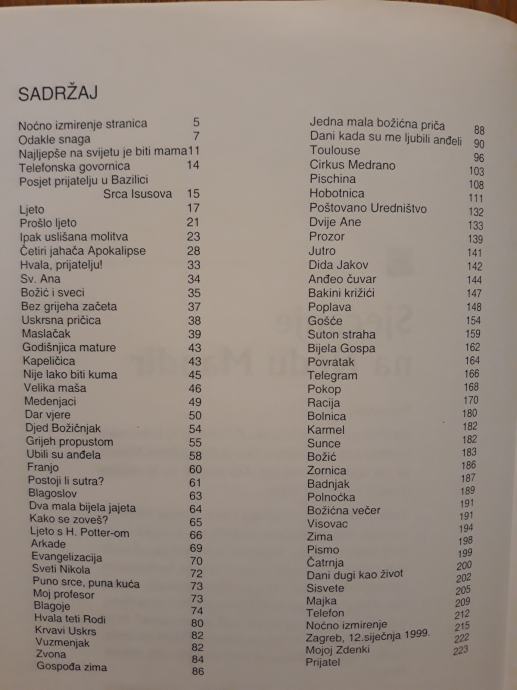 SADRŽAJ
Noćno izmirenje stranica 5
Odakle snaga 7
Najljepše na svijetu je biti mama 11
Telefonska govornica 14
Posjet prijatelju u Bazilici
Srca Isusova 15
Ljeto 17
Prošlo ljeto 21
Ipak uslišana molitva 23
Četiri jahača Apokalipse 28
Hvala, prijatelju! 33
Sv. Ana 34
Božić i sveci 35
Bez grijeha začeta 37
Uskrsna pričica 38
Maslačak 39
Godišnjica mature 43
Kapeličica 43
Nije lako biti kuma 45
Velika maša 46
Medenjaci 49
Dar vjere 50
Djed Božičnjak 54
Grijeh propustom 55
Ubili su anđela 58
Franjo 60
Postoji li sutra? 61
Blagoslov 63
Dva mala bijela jajeta 64
Kako se zoveš? 65
Ljeto s H. Potter-om 66
Arkade 69
Evangelizacija 70
Sveti Nikola 72
Puno srce, puna kuća 73
Moj profesor 73
Blagoje 74
Hvala teti Rodi 80
Krvavi Uskrs 82
Vuzmenjak 82
Zvona 84
Gospođa zima 86
Jedna mala božićna priča 88
Dani kada su me ljubili anđeli 90
Toulouse 96
Cirkus Medrano 103
Pischina 108
Hobotnica 111
Poštovano Uredništvo 132
Dvije Ane 133
Prozor 139
Jutro 141
Dida Jakov 142
Anđeo čuvar 144
Bakini križići 147
Poplava 148
Gošće 154
Suton straha 159
Bijela Gospa 162
Povratak 164
Telegram 166
Pokop 168
Racija 170
Bolnica 180
Karmel 182
Sunce 182
Božić 183
Zornica 186
Badnjak 187
Polnoćka 189
Božićna večer 191
Visovac 191
Zima 194
Pismo 198
Čatrnja 199
Dani dugi kao život 200
Sisvete 202
Majka 205
Telefon 209
Noćno izmirenje 212
Zagreb, 12.siječnja 1999. 215
Mojoj Zdenki 222
Prijatel 223